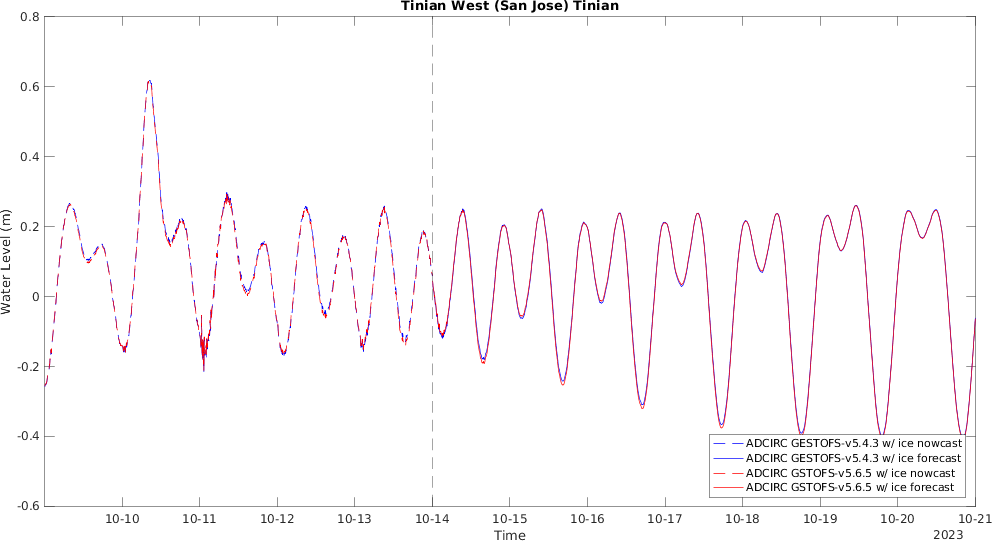 Tinian West (San Jose) Tinian
Water Level (m)
0.8
0.6
0.4
0.2
0
-0.2
-0.4
-0.6
ADCIRC GESTOFS-v5.4.3 w/ ice nowcast
ADCIRC GESTOFS-v5.4.3 w/ ice forecast
ADCIRC GSTOFS-v5.6.5 w/ ice nowcast
ADCIRC GSTOFS-v5.6.5 w/ ice forecast
10-10 10-11 10-12 10-13 10-14 10-15 10-16 10-17 10-18 10-19 10-20 10-21
Time
2023